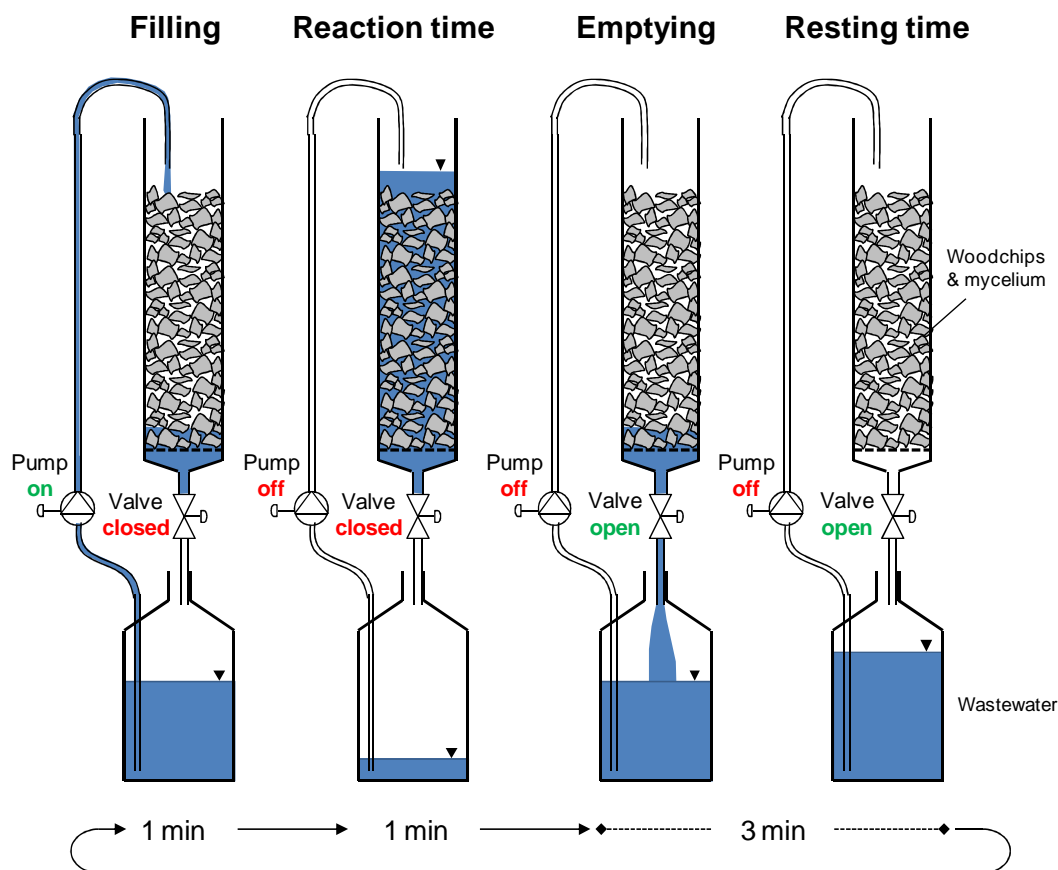 Filling
Reaction time
Emptying
Resting time
Woodchips
& mycelium
Pump
on
Valve
closed
Pump
off
Valve
closed
Pump
off
Valve
open
Pump
off
Valve
open
Wastewater
1 min
1 min
3 min